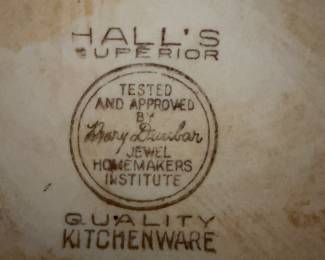 HALL'S
SUPERIOR
TESTED
AND APPROVED
BY
Mary Dunbar
JEWEL
HOMEMAKERS
INSTITUTE
QUALITY
KITCHENWARE